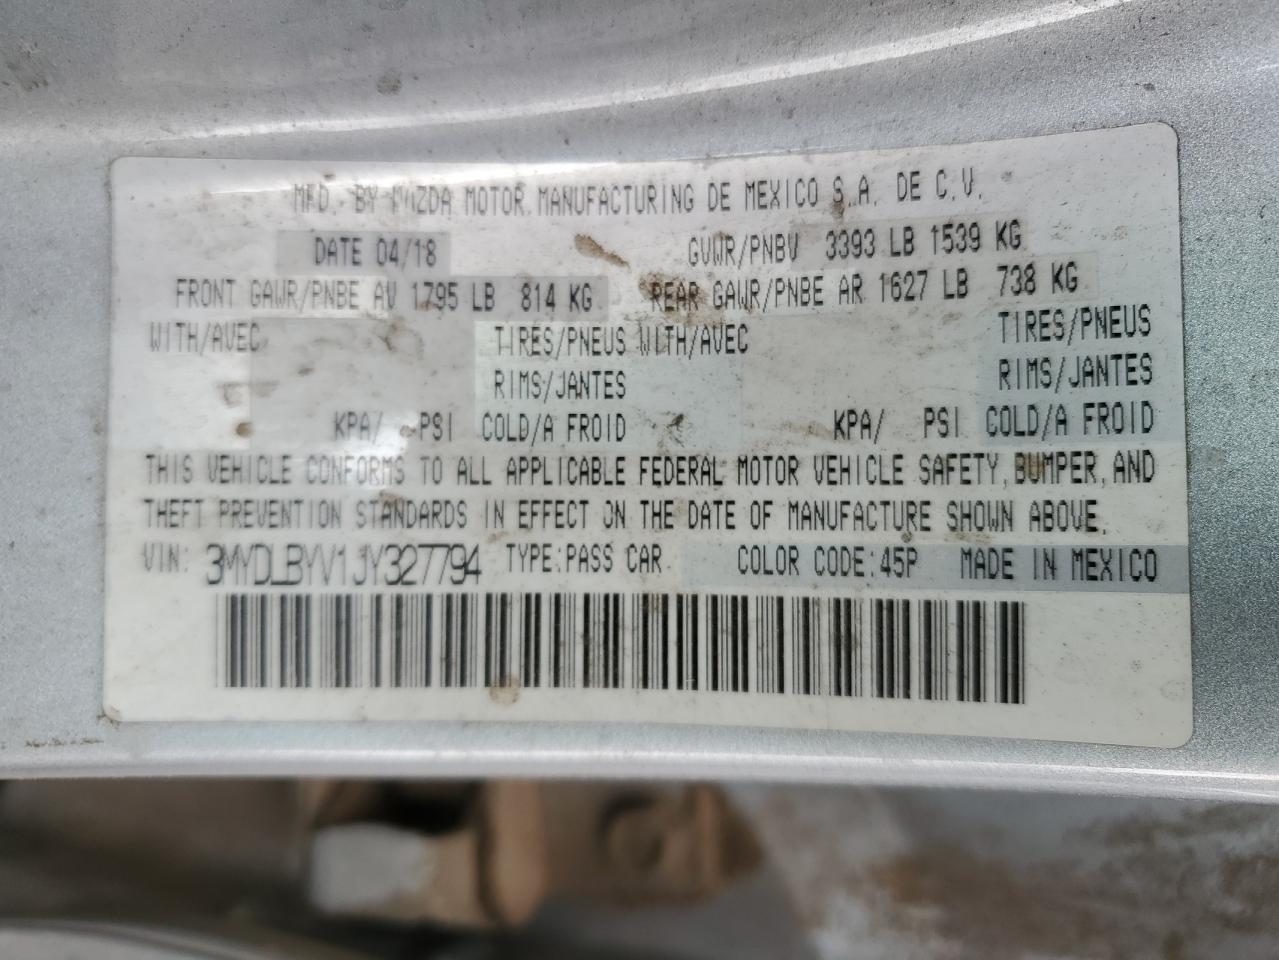 MFD. BY MAZDA MOTOR MANUFACTURING DE MEXICO S.A. DE C.V.
DATE 04/18 GVWR/PNBV 3393 LB 1539 KG
FRONT GAWR/PNBE AV 1795 LB 814 KG REAR GAWR/PNBE AR 1627 LB 738 KG
WITH/AVEC TIRES/PNEUS WITH/AVEC TIRES/PNEUS
RIMS/JANTES RIMS/JANTES
KPA/ PSI COLD/A FROID KPA/ PSI COLD/A FROID
THIS VEHICLE CONFORMS TO ALL APPLICABLE FEDERAL MOTOR VEHICLE SAFETY, BUMPER, AND
THEFT PREVENTION STANDARDS IN EFFECT ON THE DATE OF MANUFACTURE SHOWN ABOVE.
VIN: 3MYDLBYV1JY327794 TYPE:PASS CAR COLOR CODE:45P MADE IN MEXICO